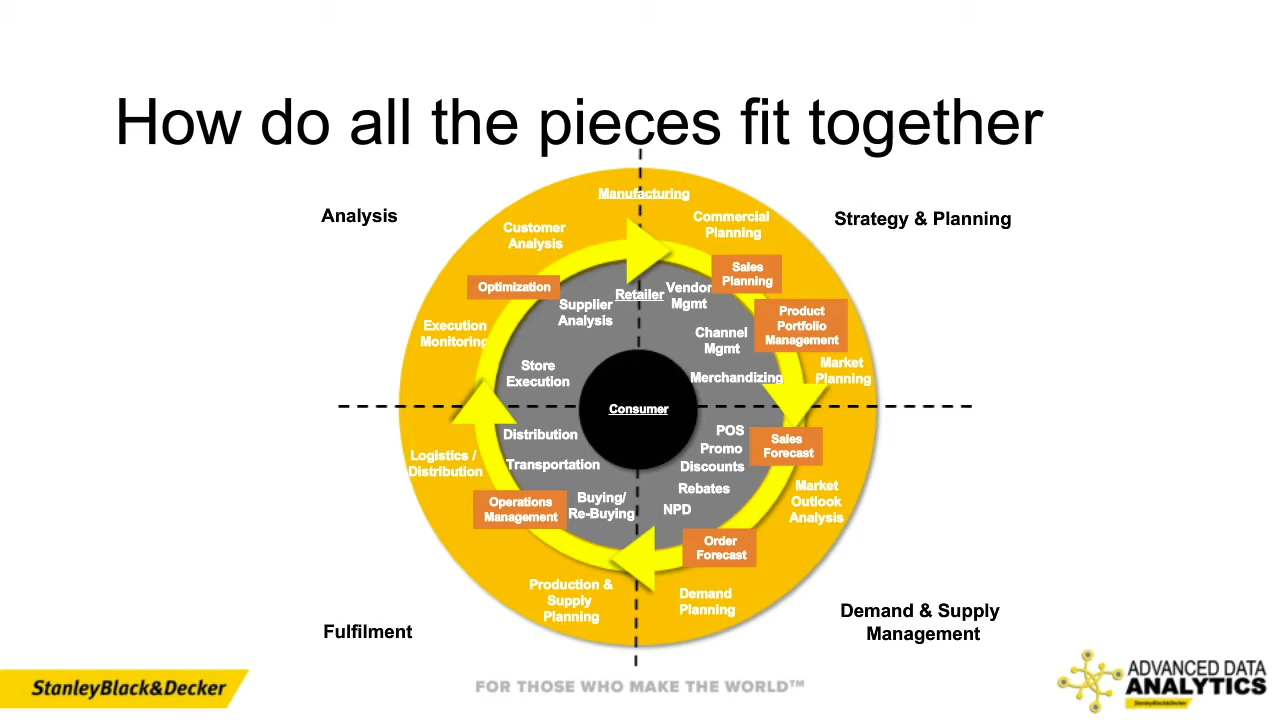 How do all the pieces fit together
Analysis
Strategy & Planning
Manufacturing
Customer
Analysis
Commercial
Planning
Optimization
Sales
Planning
Execution
Monitoring
Product
Portfolio
Management
Market
Planning
Supplier
Analysis
Retailer
Vendor
Mgmt
Channel
Mgmt
Store
Execution
Merchandizing
Consumer
Distribution
Transportation
Buying/
Re-Buying
POS
Promo
Discounts
Rebates
NPD
Sales
Forecast
Logistics /
Distribution
Market
Outlook
Analysis
Operations
Management
Order
Forecast
Production &
Supply
Planning
Demand
Planning
Fulfilment
Demand & Supply
Management
StanleyBlack&Decker
FOR THOSE WHO MAKE THE WORLD™
ADVANCED DATA
ANALYTICS
StanleyBlack&Decker